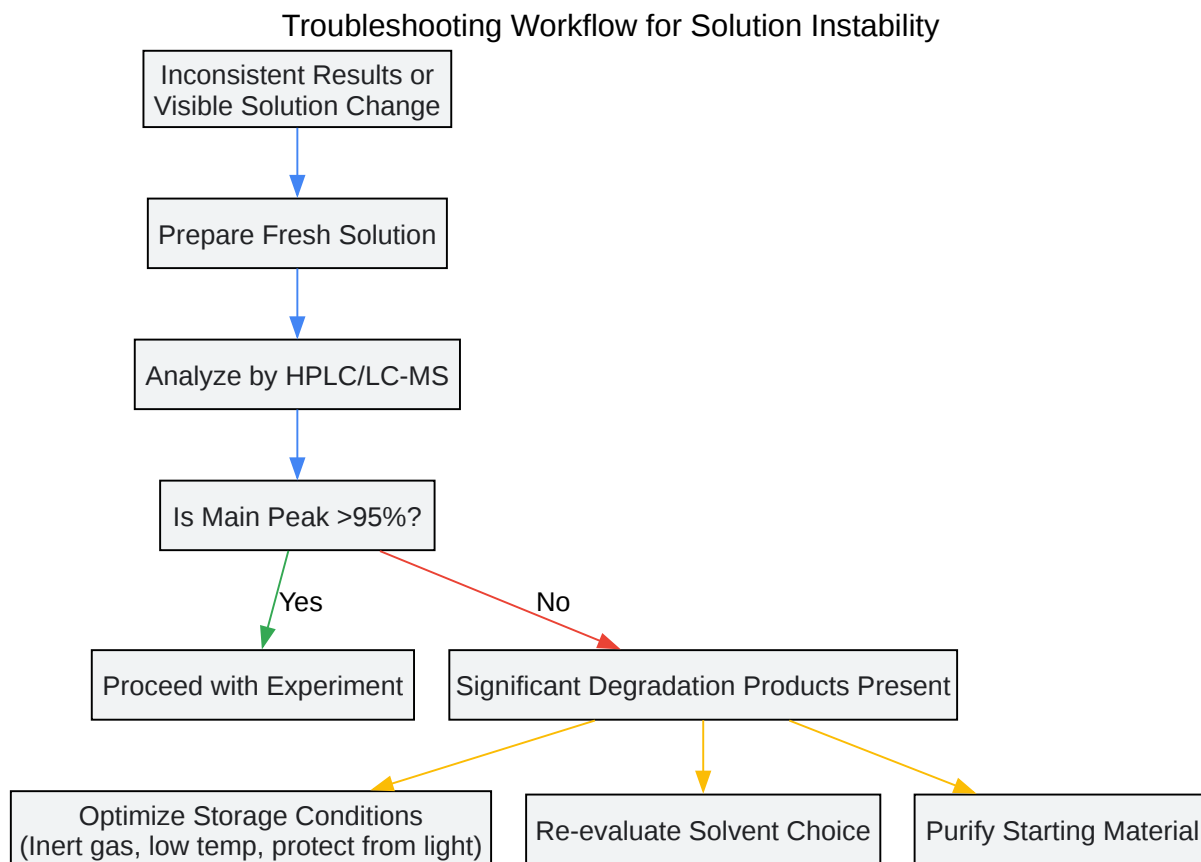 Troubleshooting Workflow for Solution Instability
Inconsistent Results or
Visible Solution Change
Prepare Fresh Solution
Analyze by HPLC/LC-MS
Is Main Peak >95%?
Yes
No
Proceed with Experiment
Significant Degradation Products Present
Optimize Storage Conditions
(Inert gas, low temp, protect from light)
Re-evaluate Solvent Choice
Purify Starting Material